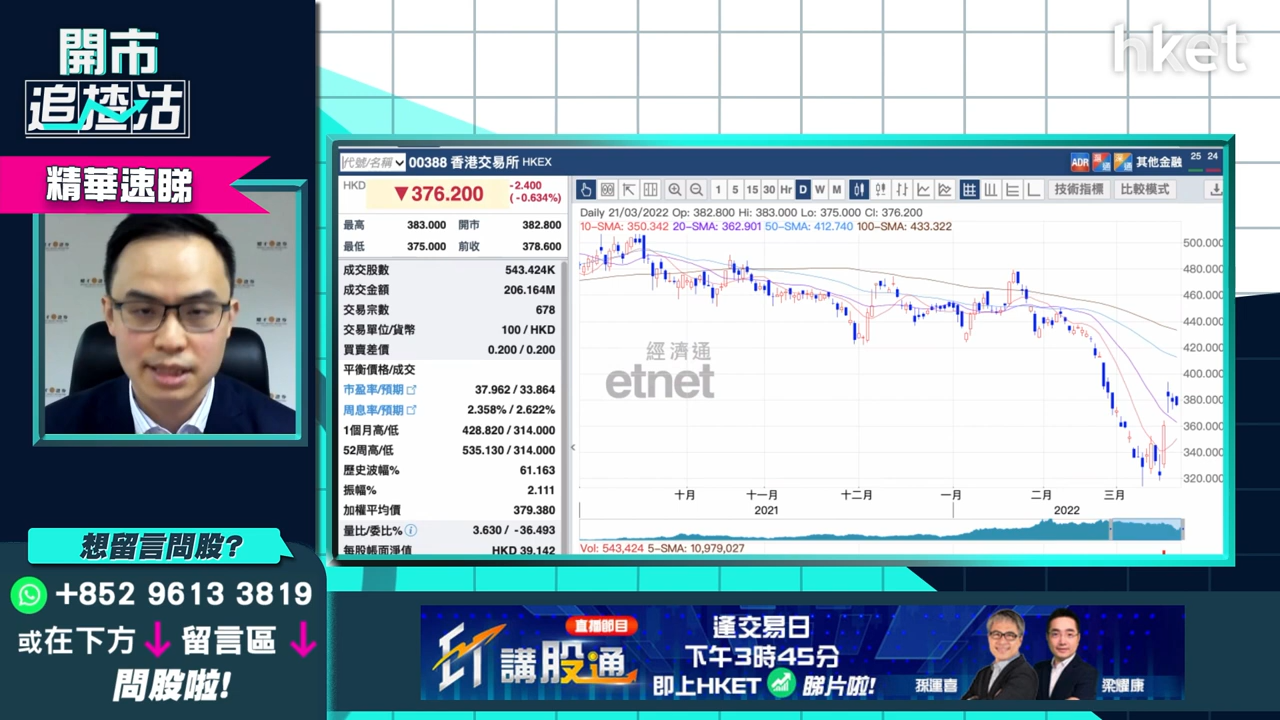 開市
追揸沽
精華速睇
想留言問股?
+852 9613 3819
或在下方 留言區
問股啦!
hket
代號/名稱 00388 香港交易所 HKEX
ADR 其他金融 25 24
HKD ▼376.200 -2.400
(-0.634%)
最高 383.000 開市 382.800
最低 375.000 前收 378.600
成交股數 543.424K
成交金額 206.164M
交易宗數 678
交易單位/貨幣 100 / HKD
買賣差價 0.200 / 0.200
平衡價格/成交
市盈率/預期 37.962 / 33.864
周息率/預期 2.358% / 2.622%
1個月高/低 428.820 / 314.000
52周高/低 535.130 / 314.000
歷史波幅% 61.163
振幅% 2.111
加權平均價 379.380
量比/委比% 3.630 / -36.493
每股帳面淨值 HKD 39.142
1 5 15 30 Hr D W M 技術指標 比較模式
Daily 21/03/2022 Op: 382.800 Hi: 383.000 Lo: 375.000 Cl: 376.200
10-SMA: 350.342 20-SMA: 362.901 50-SMA: 412.740 100-SMA: 433.322
500.000
480.000
460.000
440.000
420.000
400.000
380.000
360.000
340.000
320.000
經濟通
etnet
十月 十一月 十二月 一月 二月 三月
2021 2022
Vol: 543,424 5-SMA: 10,979,027
ET 講股通
直播節目
逢交易日
下午3時45分
即上HKET 睇片啦!
孫運喜 梁耀康